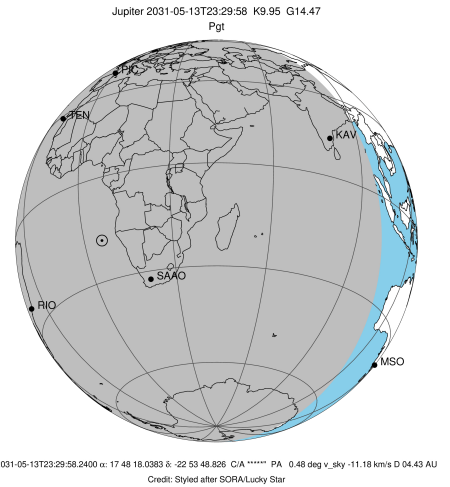 Jupiter 2031-05-13T23:29:58 K9.95 G14.47
Pgt
PIC
TEN
KAV
SAAO
RIO
MSO
031-05-13T23:29:58.2400 α: 17 48 18.0383 & -22 53 48.826 C/A *****" PA 0.48 deg v_sky -11.18 km/s D 04.43 AU
Credit: Styled after SORA/Lucky Star